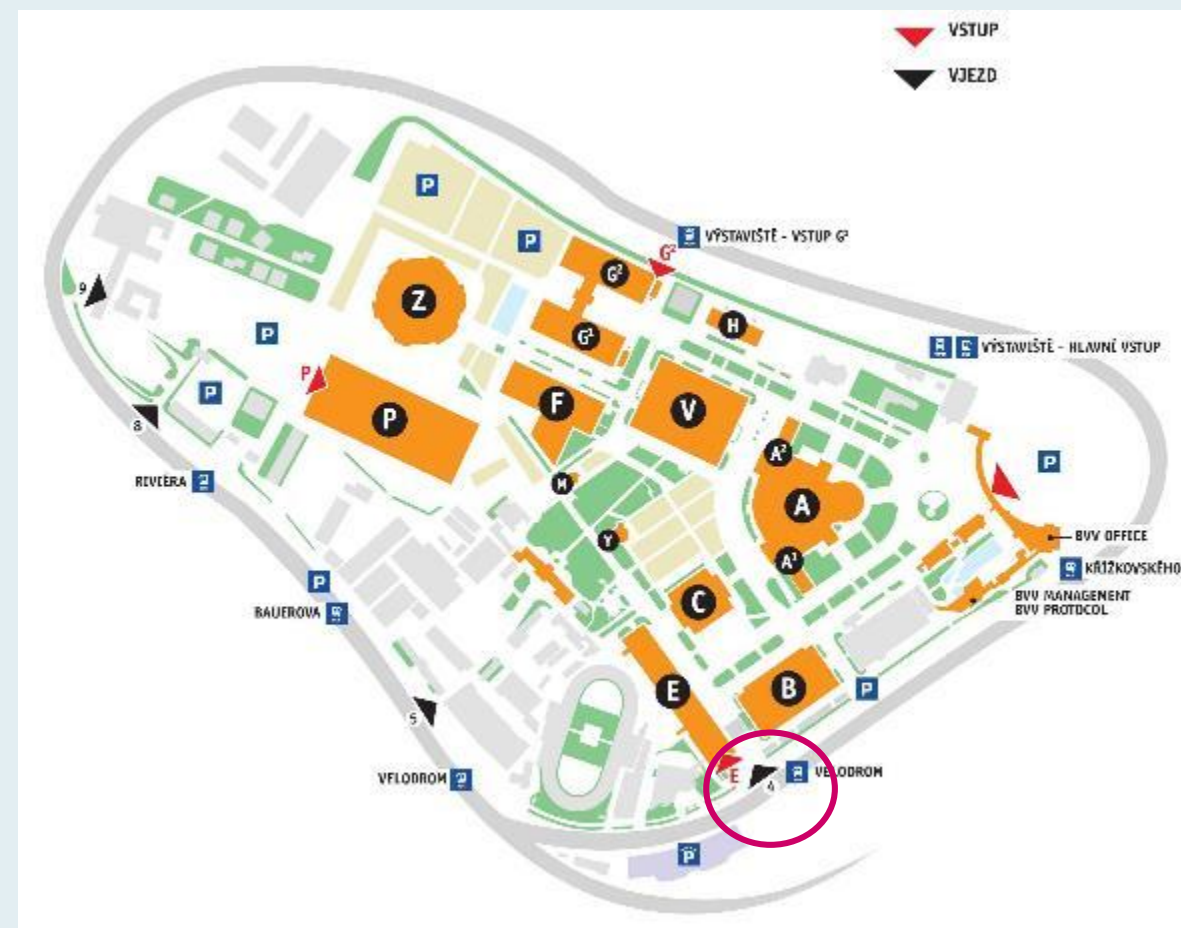 VSTUP
VJEZD
P
P
VÝSTAVIŠTĚ - VSTUP G²
G²
G²
Z
9
H
G¹
P
VÝSTAVIŠTĚ - HLAVNÍ VSTUP
P
P
F
V
P
8
A²
P
RIVIÉRA
M
A
Y
BVV OFFICE
A¹
KŘÍŽKOVSKÉHO
P
C
BVV MANAGEMENT
BVV PROTOCOL
BAUEROVA
E
B
P
5
VELODROM
E
4
VELODROM
P